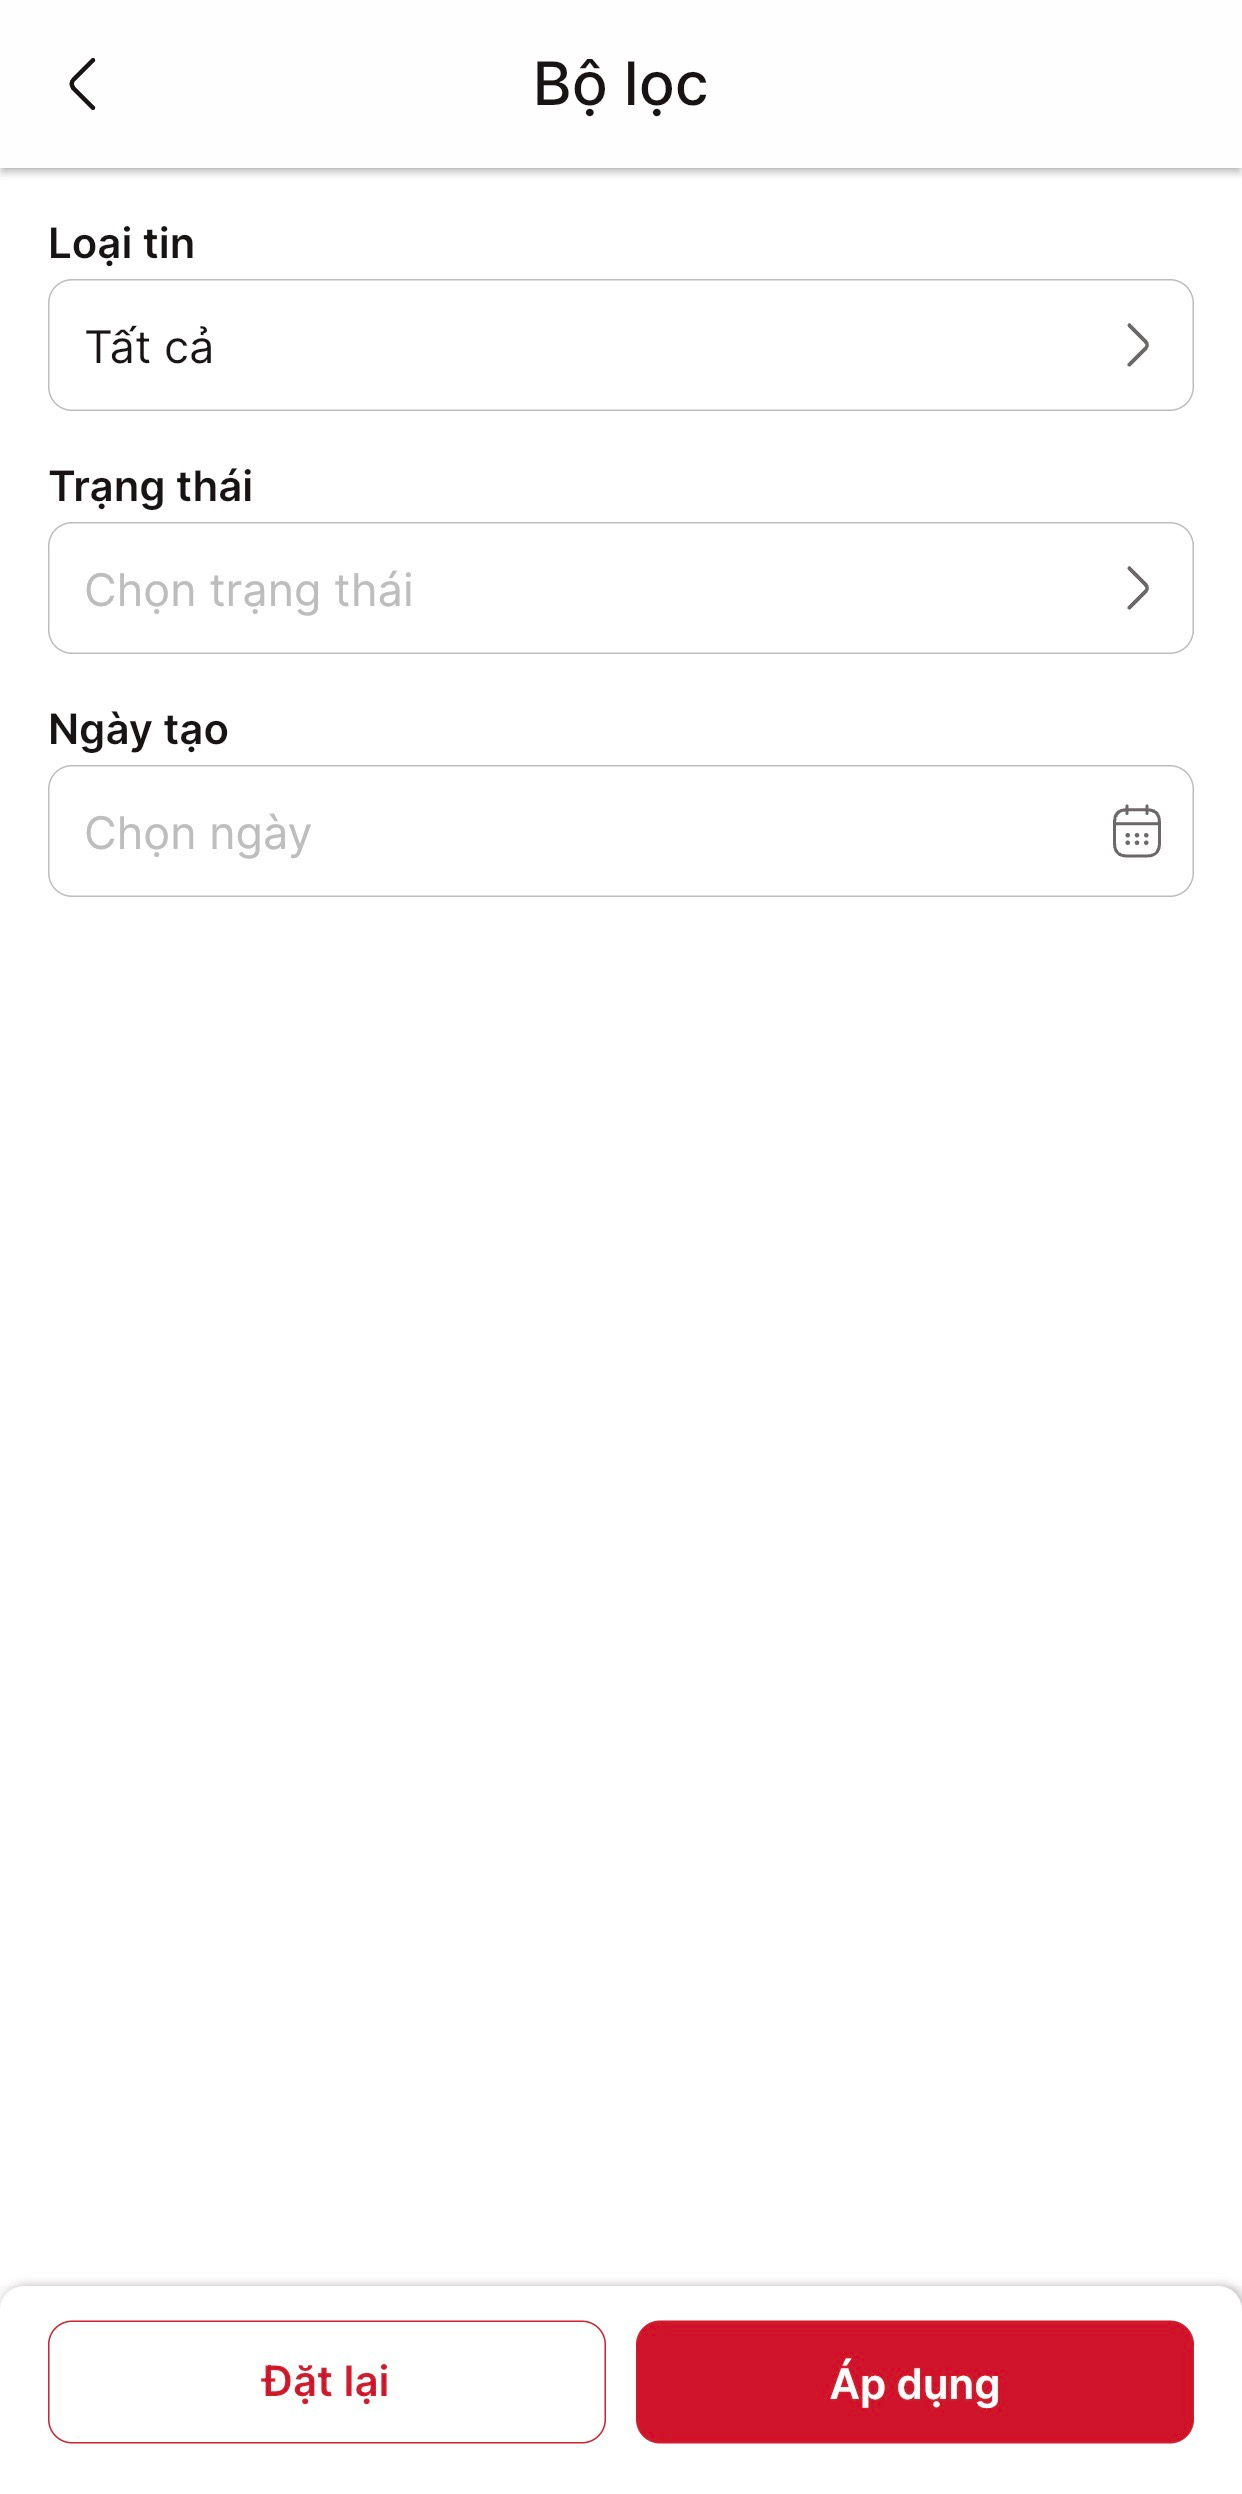 Bộ lọc
Loại tin
Tất cả
Trạng thái
Chọn trạng thái
Ngày tạo
Chọn ngày
Đặt lại
Áp dụng